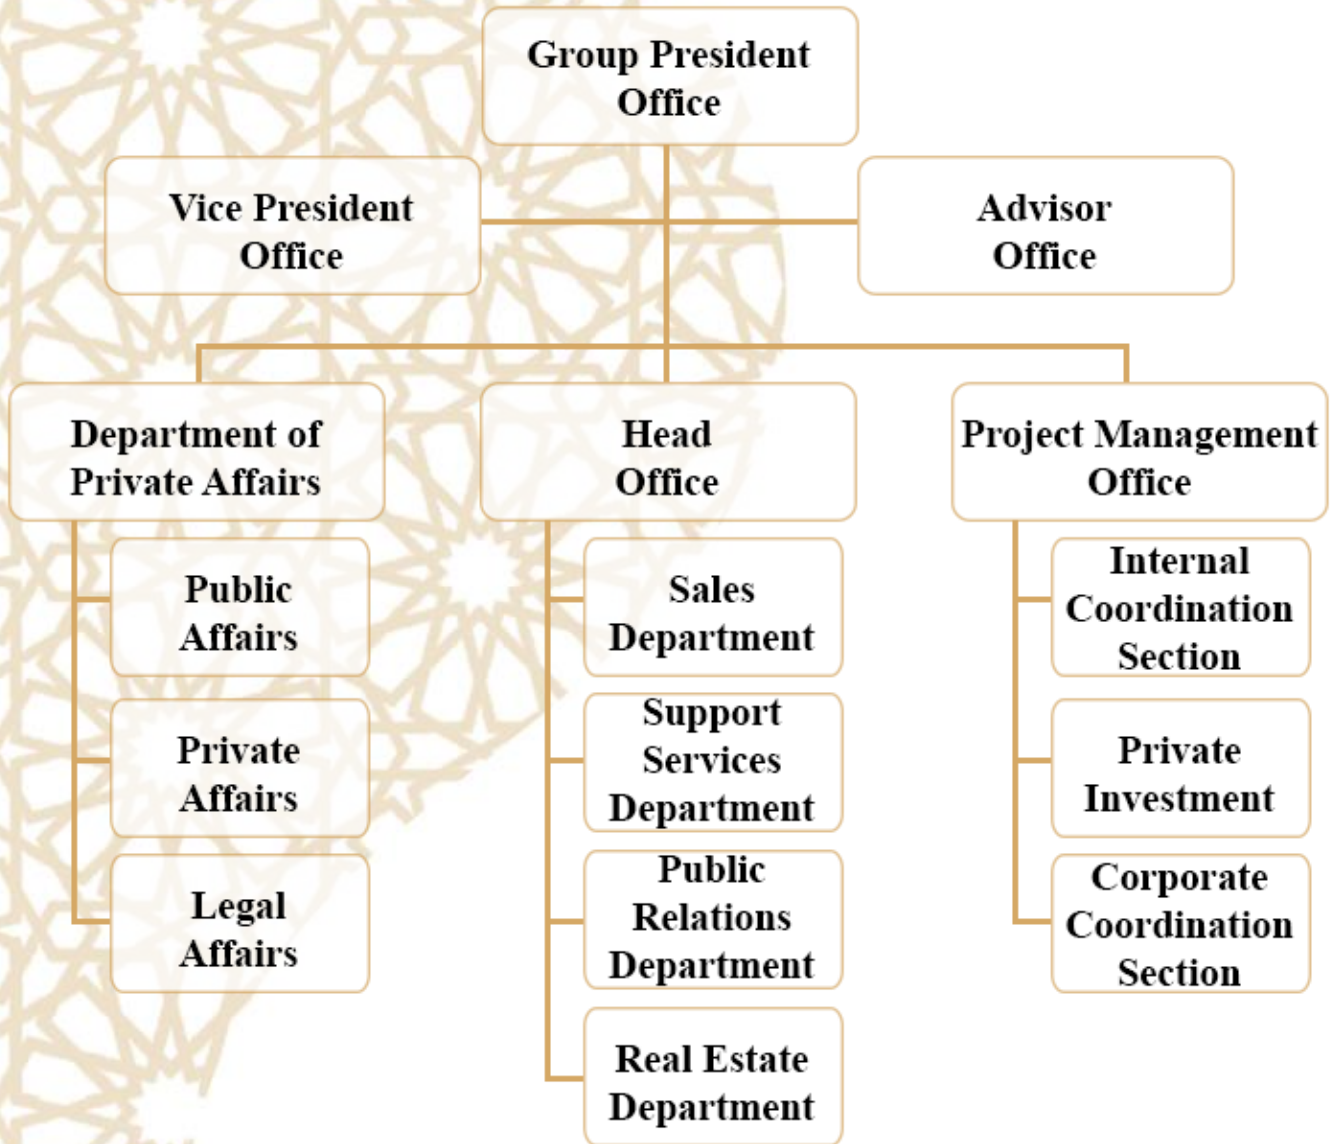 Group President
Office
Vice President
Office
Advisor
Office
Department of
Private Affairs
Head
Office
Project Management
Office
Public
Affairs
Private
Affairs
Legal
Affairs
Sales
Department
Support
Services
Department
Public
Relations
Department
Real Estate
Department
Internal
Coordination
Section
Private
Investment
Corporate
Coordination
Section